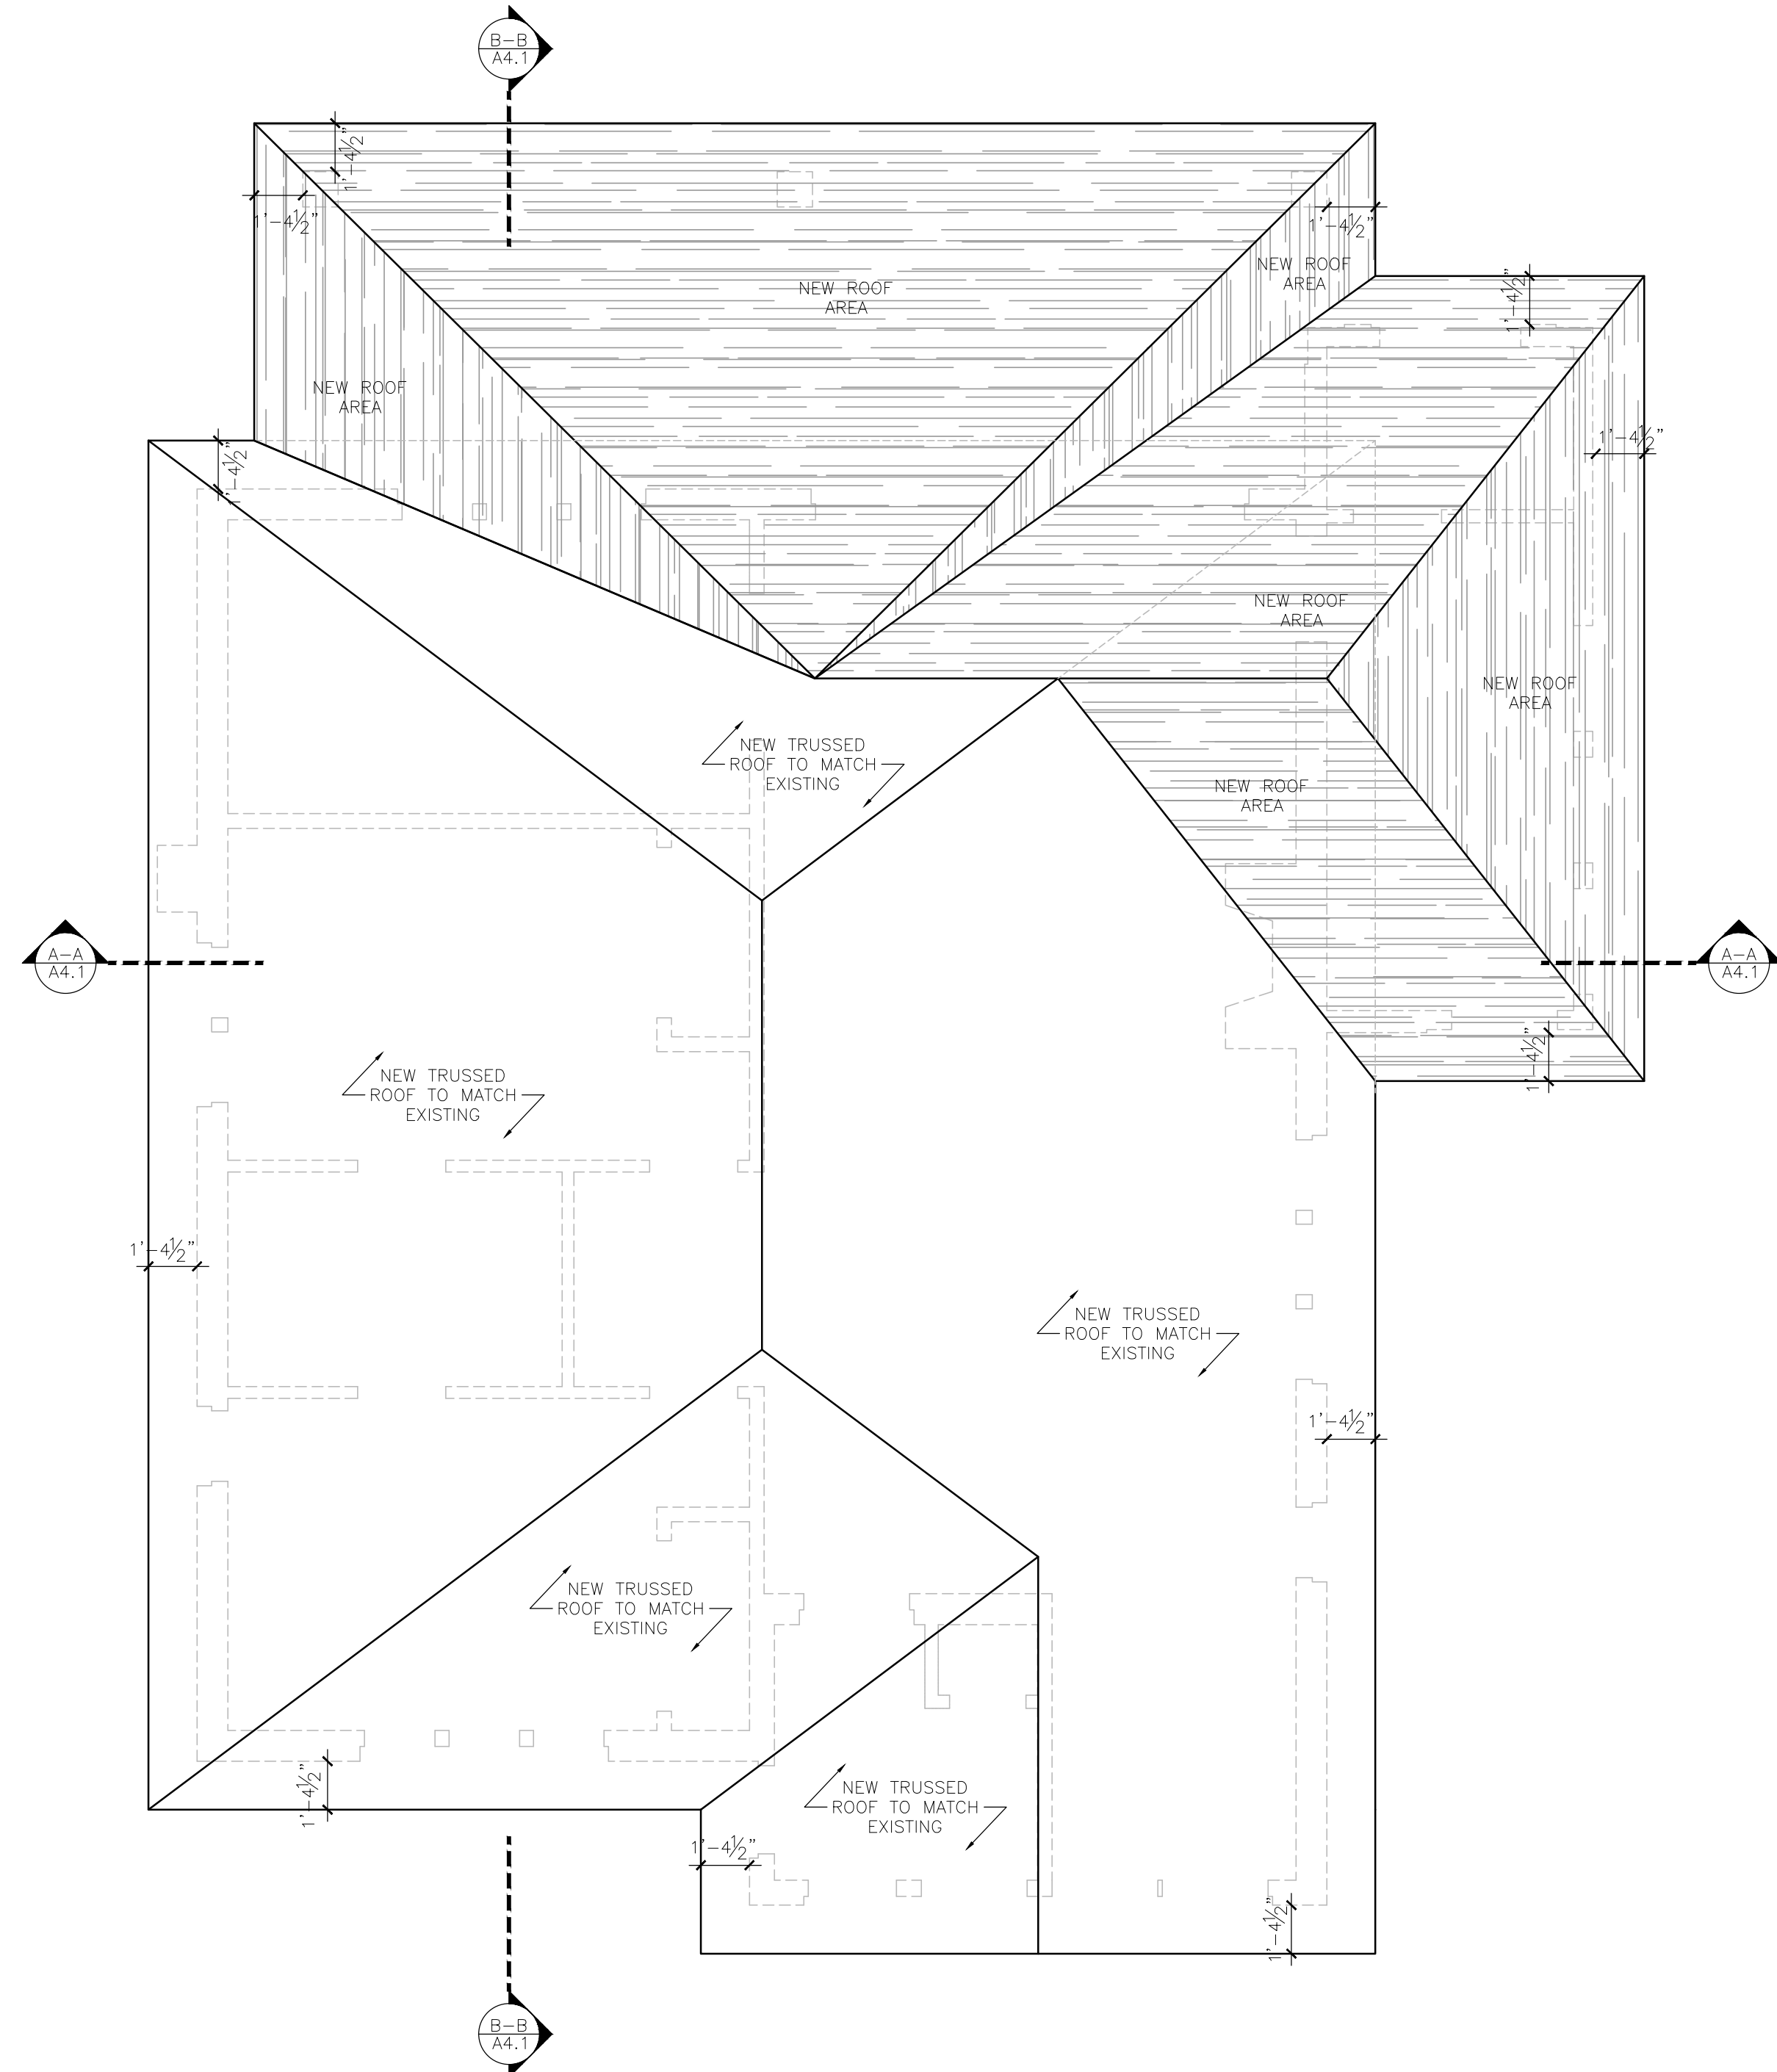 B-B
A4.1
1'-4½"
1'-4½"
1'-4½"
NEW ROOF
AREA
NEW ROOF
AREA
1'-4½"
NEW ROOF
AREA
1'-4½"
1'-4½"
NEW ROOF
AREA
NEW ROOF
AREA
NEW TRUSSED
ROOF TO MATCH
EXISTING
NEW ROOF
AREA
A-A
A4.1
A-A
A4.1
1'-4½"
NEW TRUSSED
ROOF TO MATCH
EXISTING
1'-4½"
NEW TRUSSED
ROOF TO MATCH
EXISTING
1'-4½"
NEW TRUSSED
ROOF TO MATCH
EXISTING
1'-4½"
NEW TRUSSED
ROOF TO MATCH
EXISTING
1'-4½"
1'-4½"
B-B
A4.1